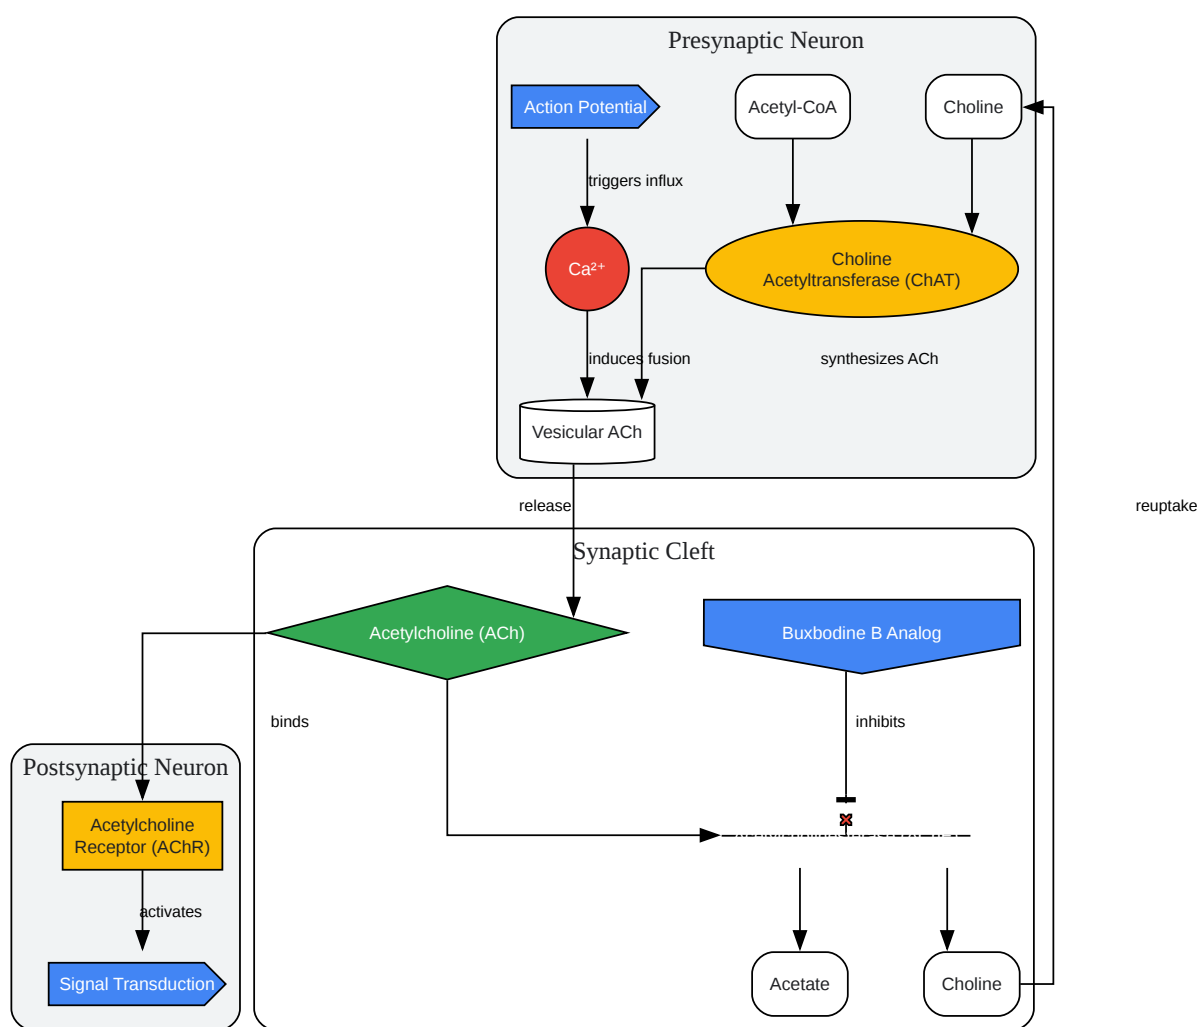 Presynaptic Neuron
Action Potential
Acetyl-CoA
Choline
triggers influx
Ca²⁺
Choline
Acetyltransferase (ChAT)
induces fusion
synthesizes ACh
Vesicular ACh
release
reuptake
Synaptic Cleft
Acetylcholine (ACh)
Buxbodine B Analog
binds
inhibits
Postsynaptic Neuron
Acetylcholine
Receptor (AChR)
activates
Signal Transduction
Acetate
Choline